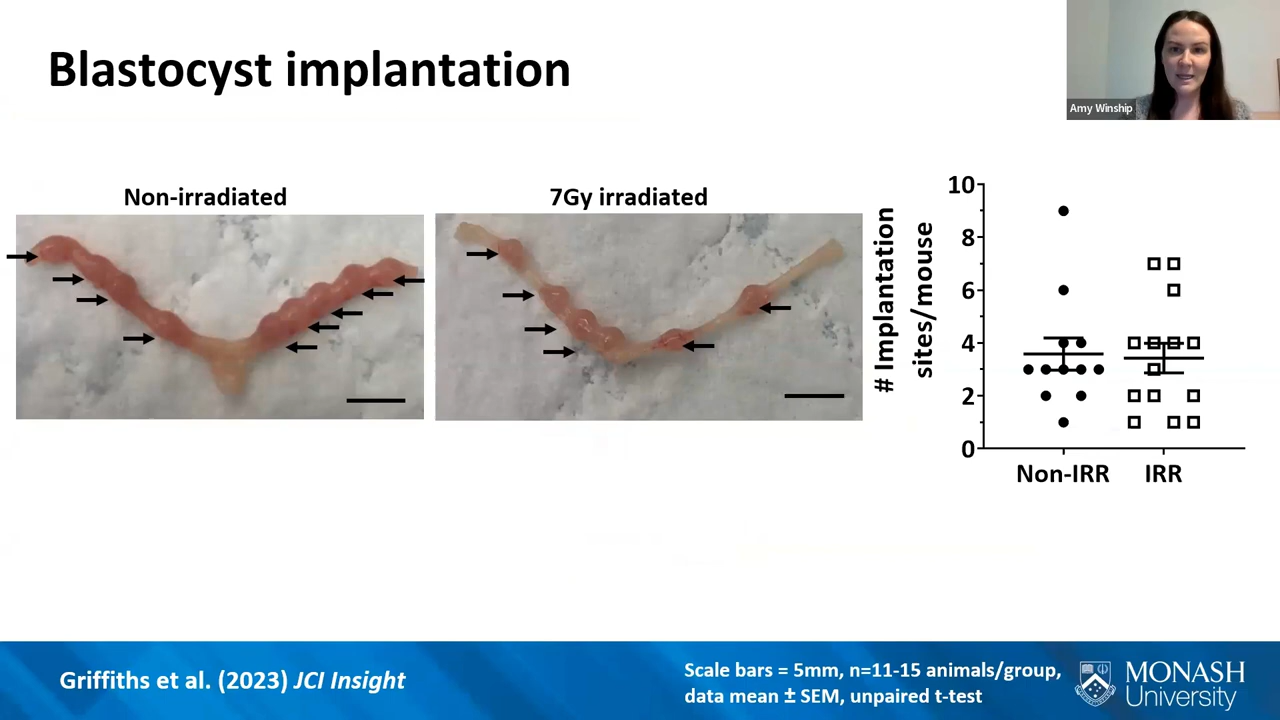 Blastocyst implantation
Amy Winship
Non-irradiated
7Gy irradiated
# Implantation
sites/mouse
10
8
6
4
2
0
Non-IRR
IRR
Griffiths et al. (2023) JCI Insight
Scale bars = 5mm, n=11-15 animals/group,
data mean ± SEM, unpaired t-test
MONASH
University